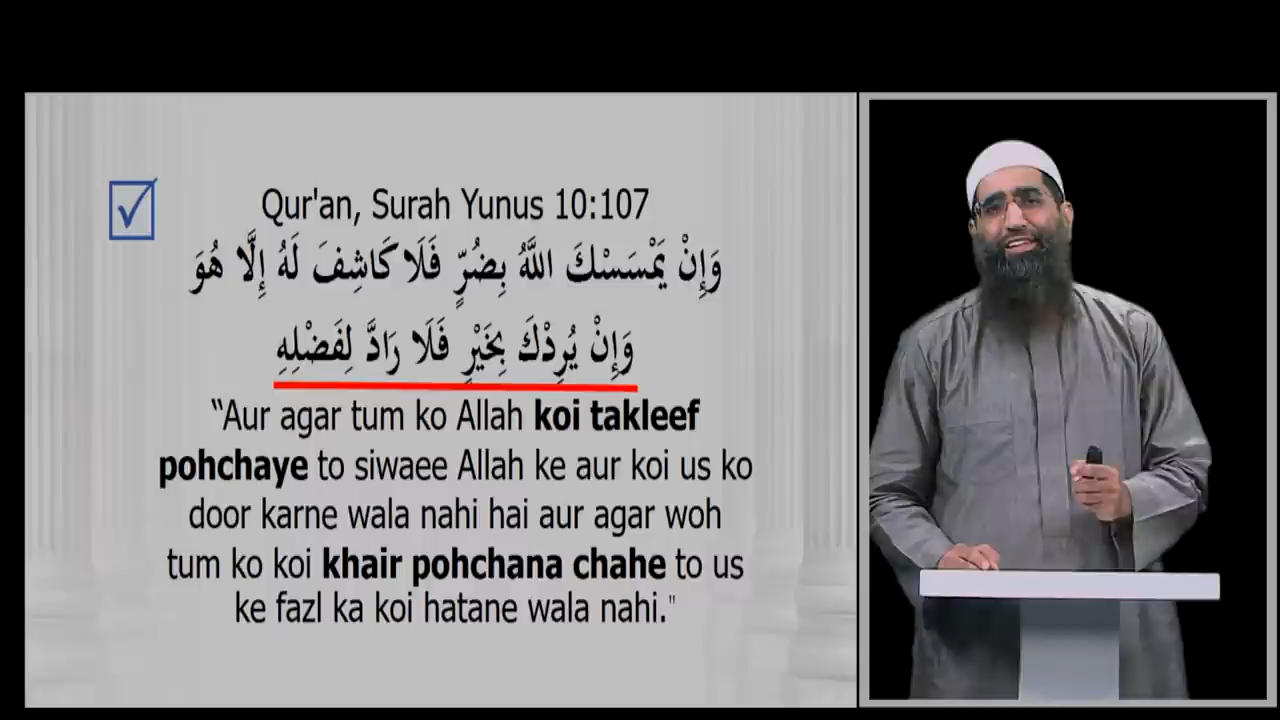 Qur'an, Surah Yunus 10:107
وَإِنْ يَمْسَسْكَ اللَّهُ بِضُرٍّ فَلَا كَاشِفَ لَهُ إِلَّا هُوَ
وَإِنْ يُرِدْكَ بِخَيْرٍ فَلَا رَادَّ لِفَضْلِهِ
“Aur agar tum ko Allah koi takleef
pohchaye to siwaee Allah ke aur koi us ko
door karne wala nahi hai aur agar woh
tum ko koi khair pohchana chahe to us
ke fazl ka koi hatane wala nahi."